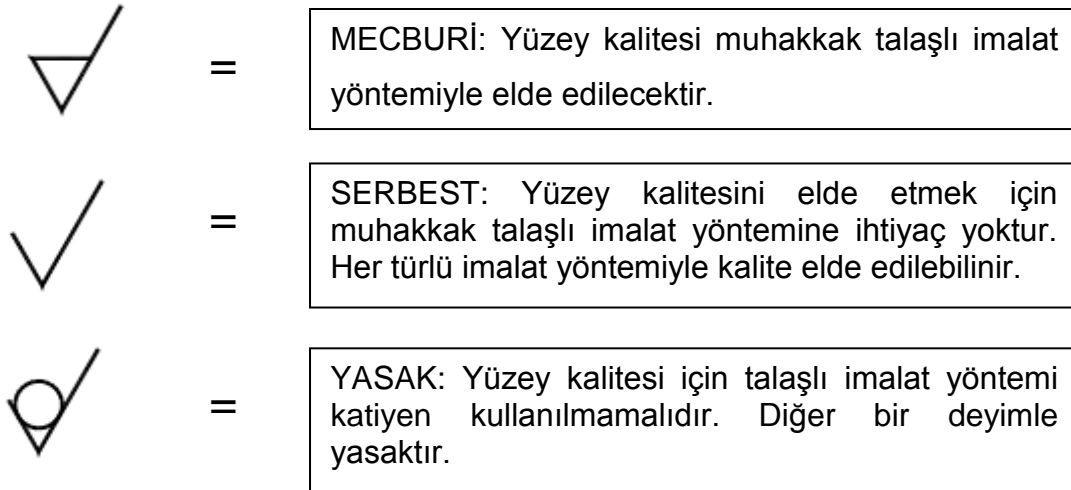 =
MECBURİ: Yüzey kalitesi muhakkak talaşlı imalat
yöntemiyle elde edilecektir.
=
SERBEST: Yüzey kalitesini elde etmek için
muhakkak talaşlı imalat yöntemine ihtiyaç yoktur.
Her türlü imalat yöntemiyle kalite elde edilebilinir.
=
YASAK: Yüzey kalitesi için talaşlı imalat yöntemi
katiyen kullanılmamalıdır. Diğer bir deyimle
yasaktır.